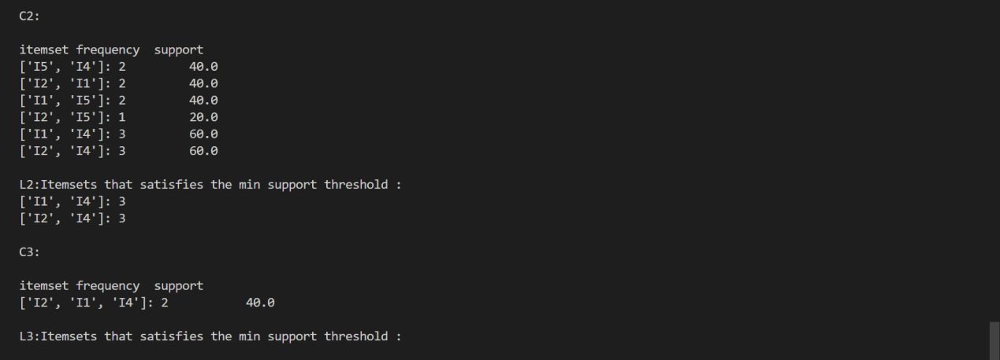 C2:
itemset frequency  support
['I5', 'I4']: 2         40.0
['I2', 'I1']: 2         40.0
['I1', 'I5']: 2         40.0
['I2', 'I5']: 1         20.0
['I1', 'I4']: 3         60.0
['I2', 'I4']: 3         60.0
L2:Itemsets that satisfies the min support threshold :
['I1', 'I4']: 3
['I2', 'I4']: 3
C3:
itemset frequency  support
['I2', 'I1', 'I4']: 2           40.0
L3:Itemsets that satisfies the min support threshold :